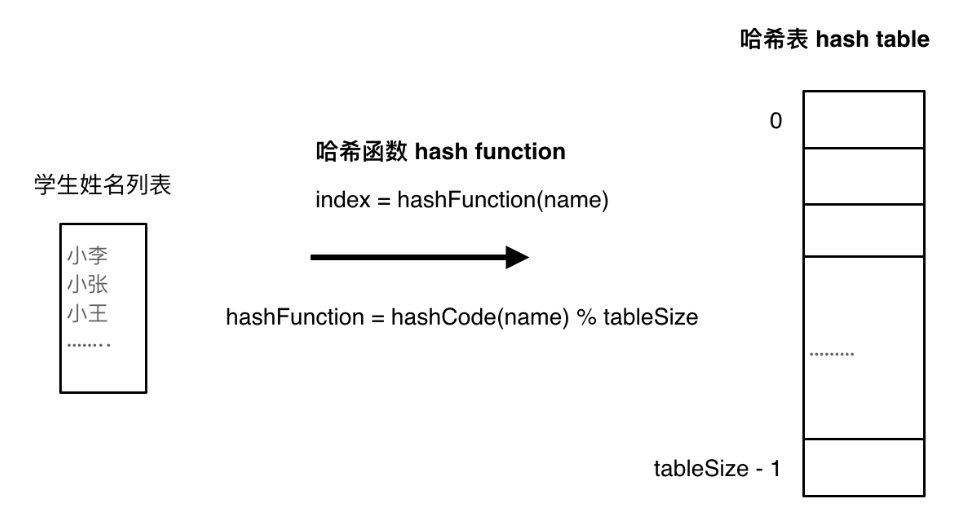 哈希表 hash table
0
哈希函数 hash function
学生姓名列表
index = hashFunction(name)
小李
小张
小王
........
hashFunction = hashCode(name) % tableSize
.........
tableSize - 1